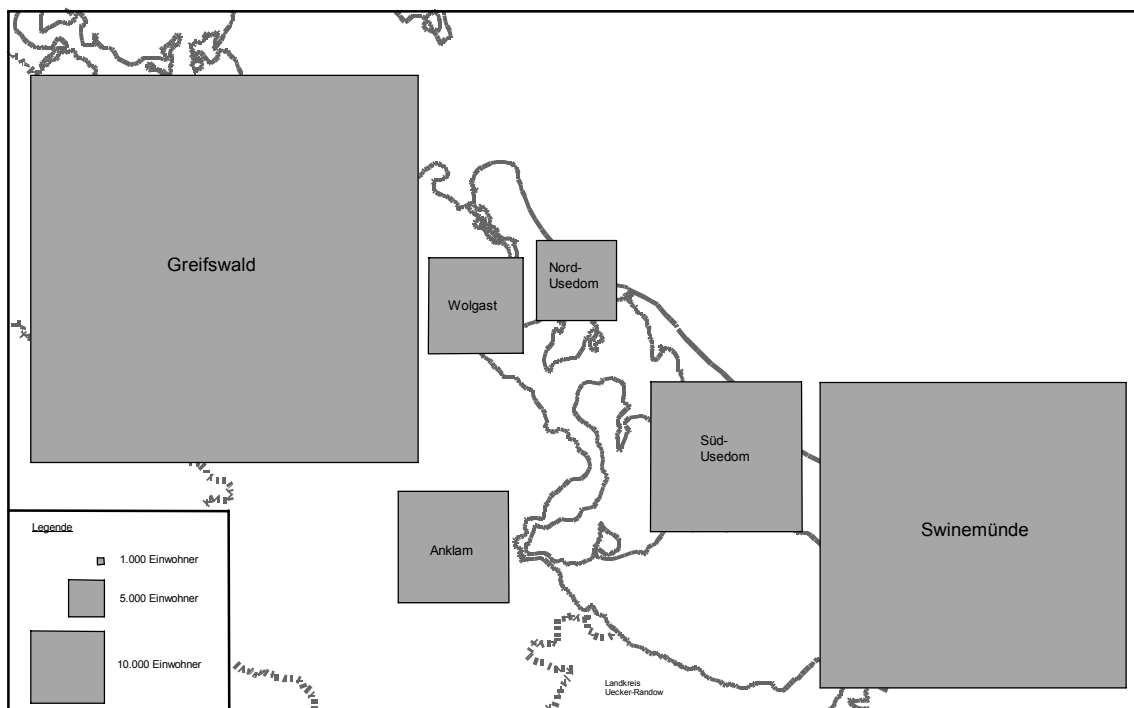 Greifswald
Wolgast
Nord-
Usedom
Süd-
Usedom
Swinemünde
Anklam
Legende
1.000 Einwohner
5.000 Einwohner
10.000 Einwohner
Landkreis
Uecker-Randow